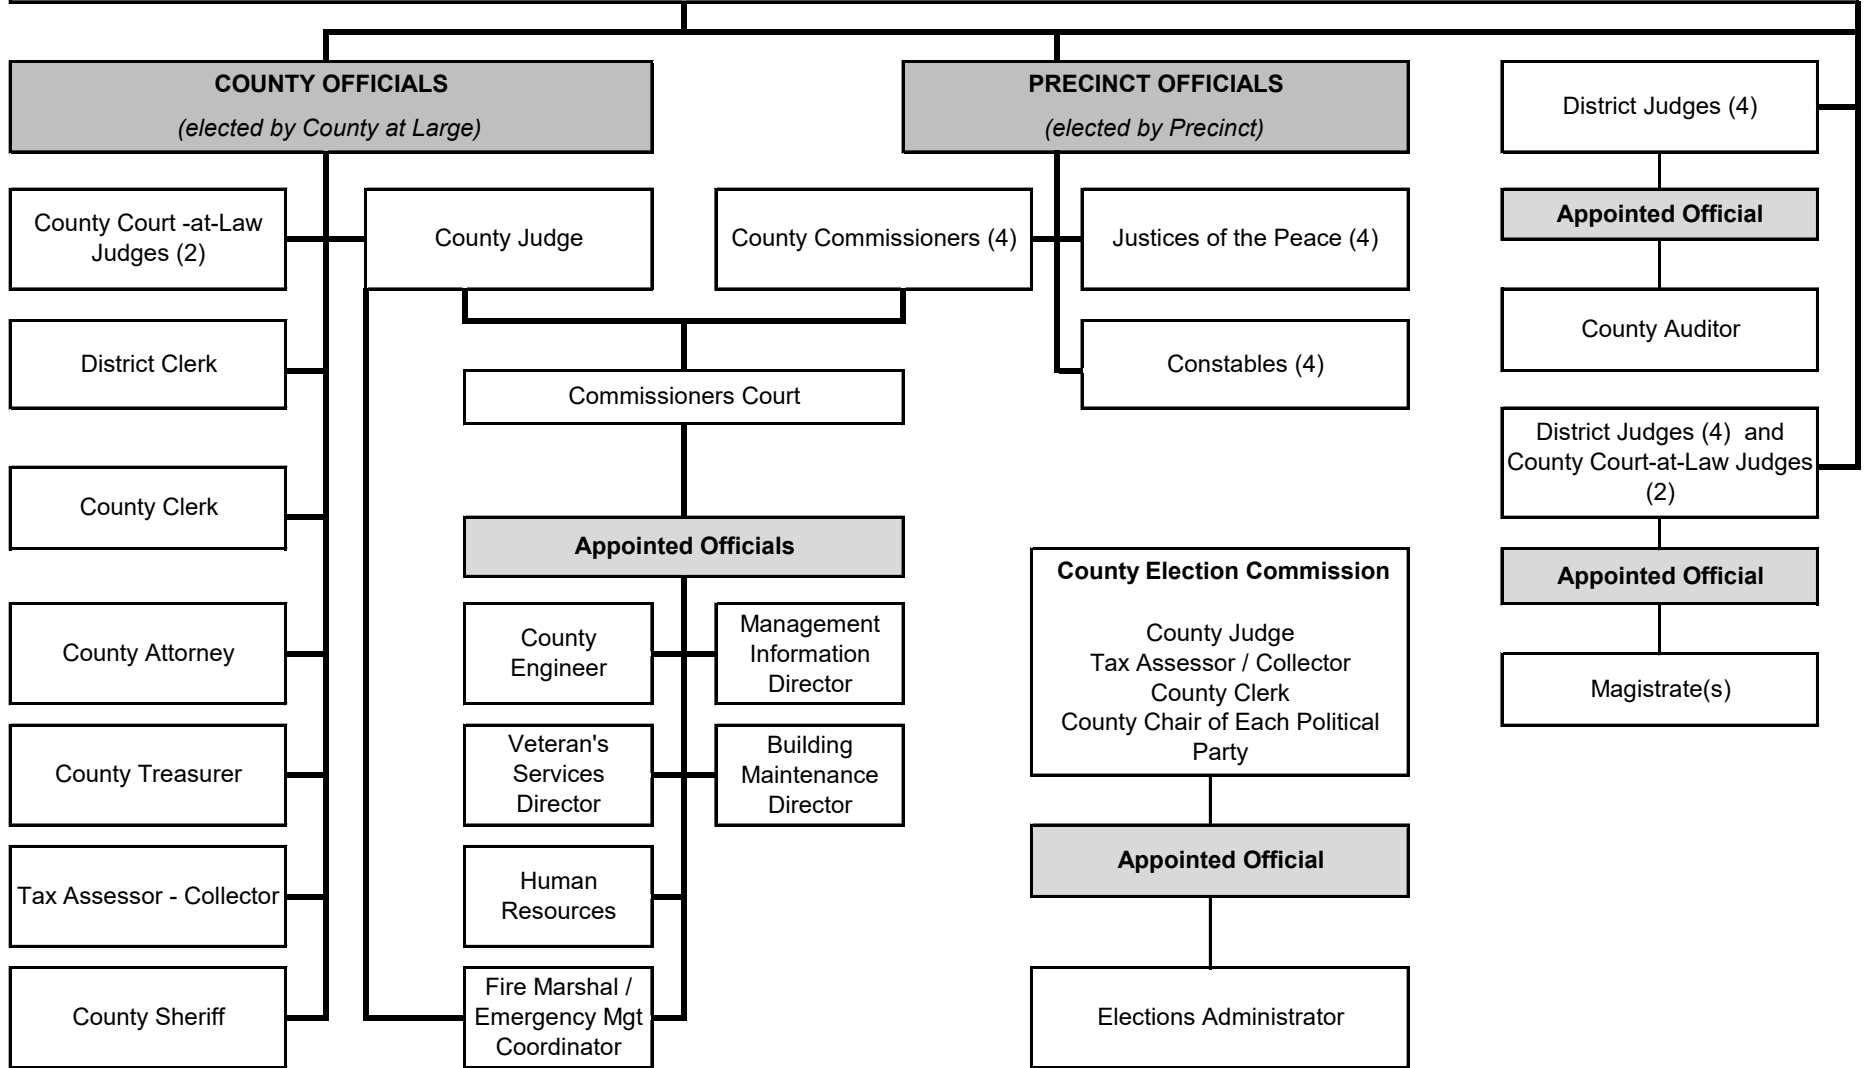 COUNTY OFFICIALS
(elected by County at Large)
PRECINCT OFFICIALS
(elected by Precinct)
District Judges (4)
County Court -at-Law
Judges (2)
County Judge
County Commissioners (4)
Justices of the Peace (4)
Appointed Official
County Auditor
District Clerk
Commissioners Court
Constables (4)
District Judges (4)  and
County Court-at-Law Judges
(2)
County Clerk
Appointed Officials
County Election Commission
County Judge
Tax Assessor / Collector
County Clerk
County Chair of Each Political
Party
Appointed Official
Magistrate(s)
County Attorney
County
Engineer
Management
Information
Director
County Treasurer
Veteran's
Services
Director
Building
Maintenance
Director
Appointed Official
Tax Assessor - Collector
Human
Resources
County Sheriff
Fire Marshal /
Emergency Mgt
Coordinator
Elections Administrator